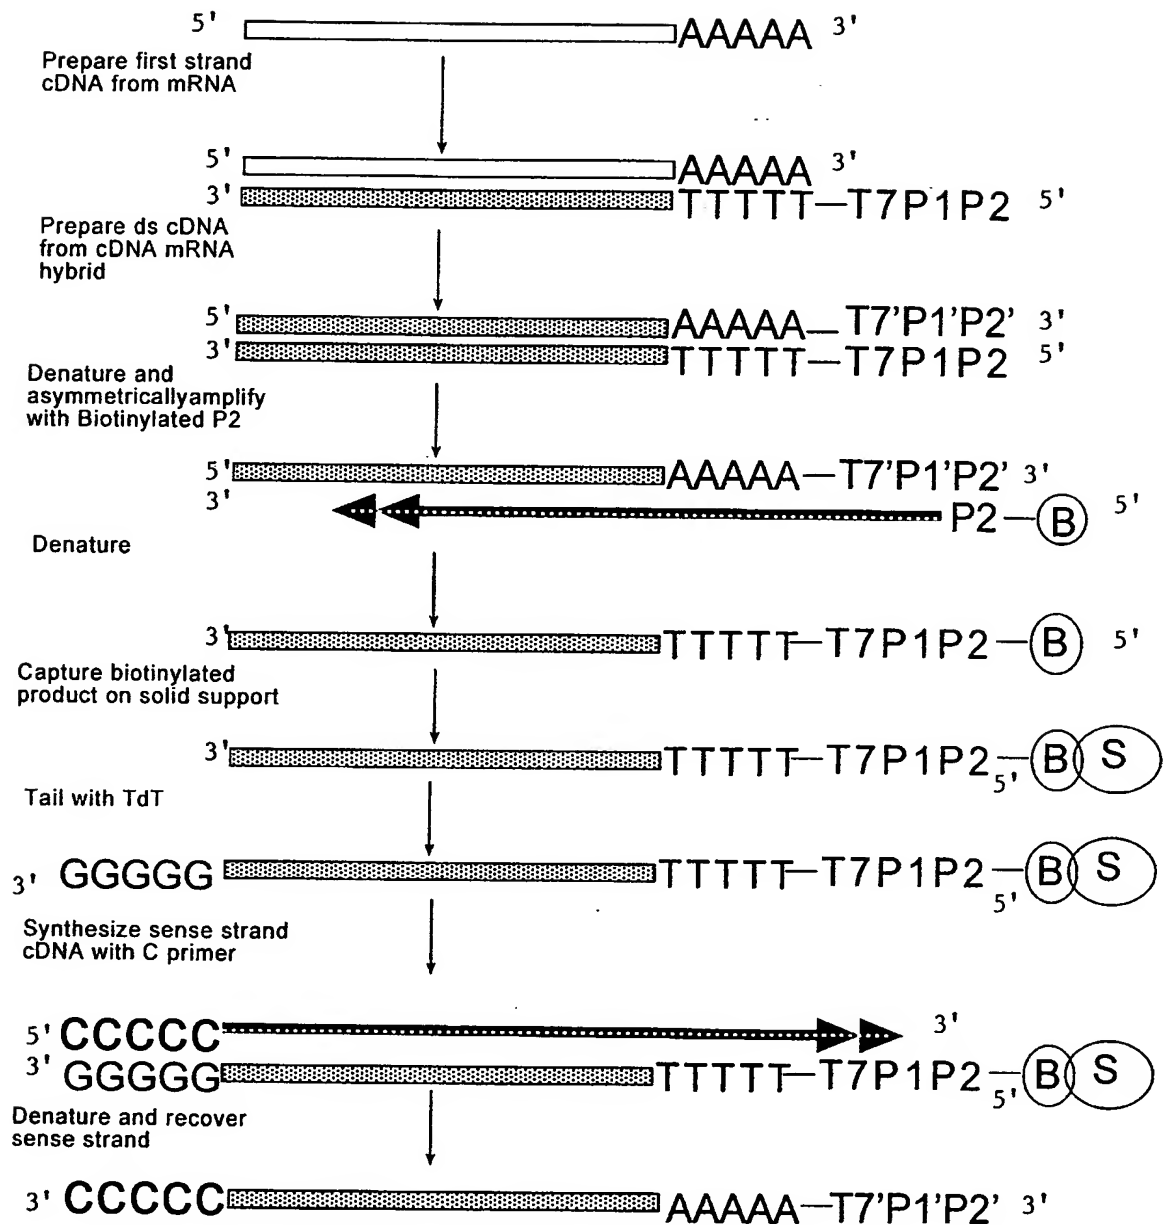 5' AAAAA 3'
Prepare first strand
cDNA from mRNA
5' AAAAA 3'
3' TTTTT—T7P1P2 5'
Prepare ds cDNA
from cDNA mRNA
hybrid
5' AAAAA—T7'P1'P2' 3'
3' TTTTT—T7P1P2 5'
Denature and
asymmetricallyamplify
with Biotinylated P2
5' AAAAA—T7'P1'P2' 3'
3' P2—B 5'
Denature
3' TTTTT—T7P1P2—B 5'
Capture biotinylated
product on solid support
3' TTTTT—T7P1P2—B S
5'
Tail with TdT
3' GGGGG TTTTT—T7P1P2—B S
5'
Synthesize sense strand
cDNA with C primer
5' CCCCC 3'
3' GGGGG TTTTT—T7P1P2—B S
5'
Denature and recover
sense strand
3' CCCCC AAAAA—T7'P1'P2' 3'